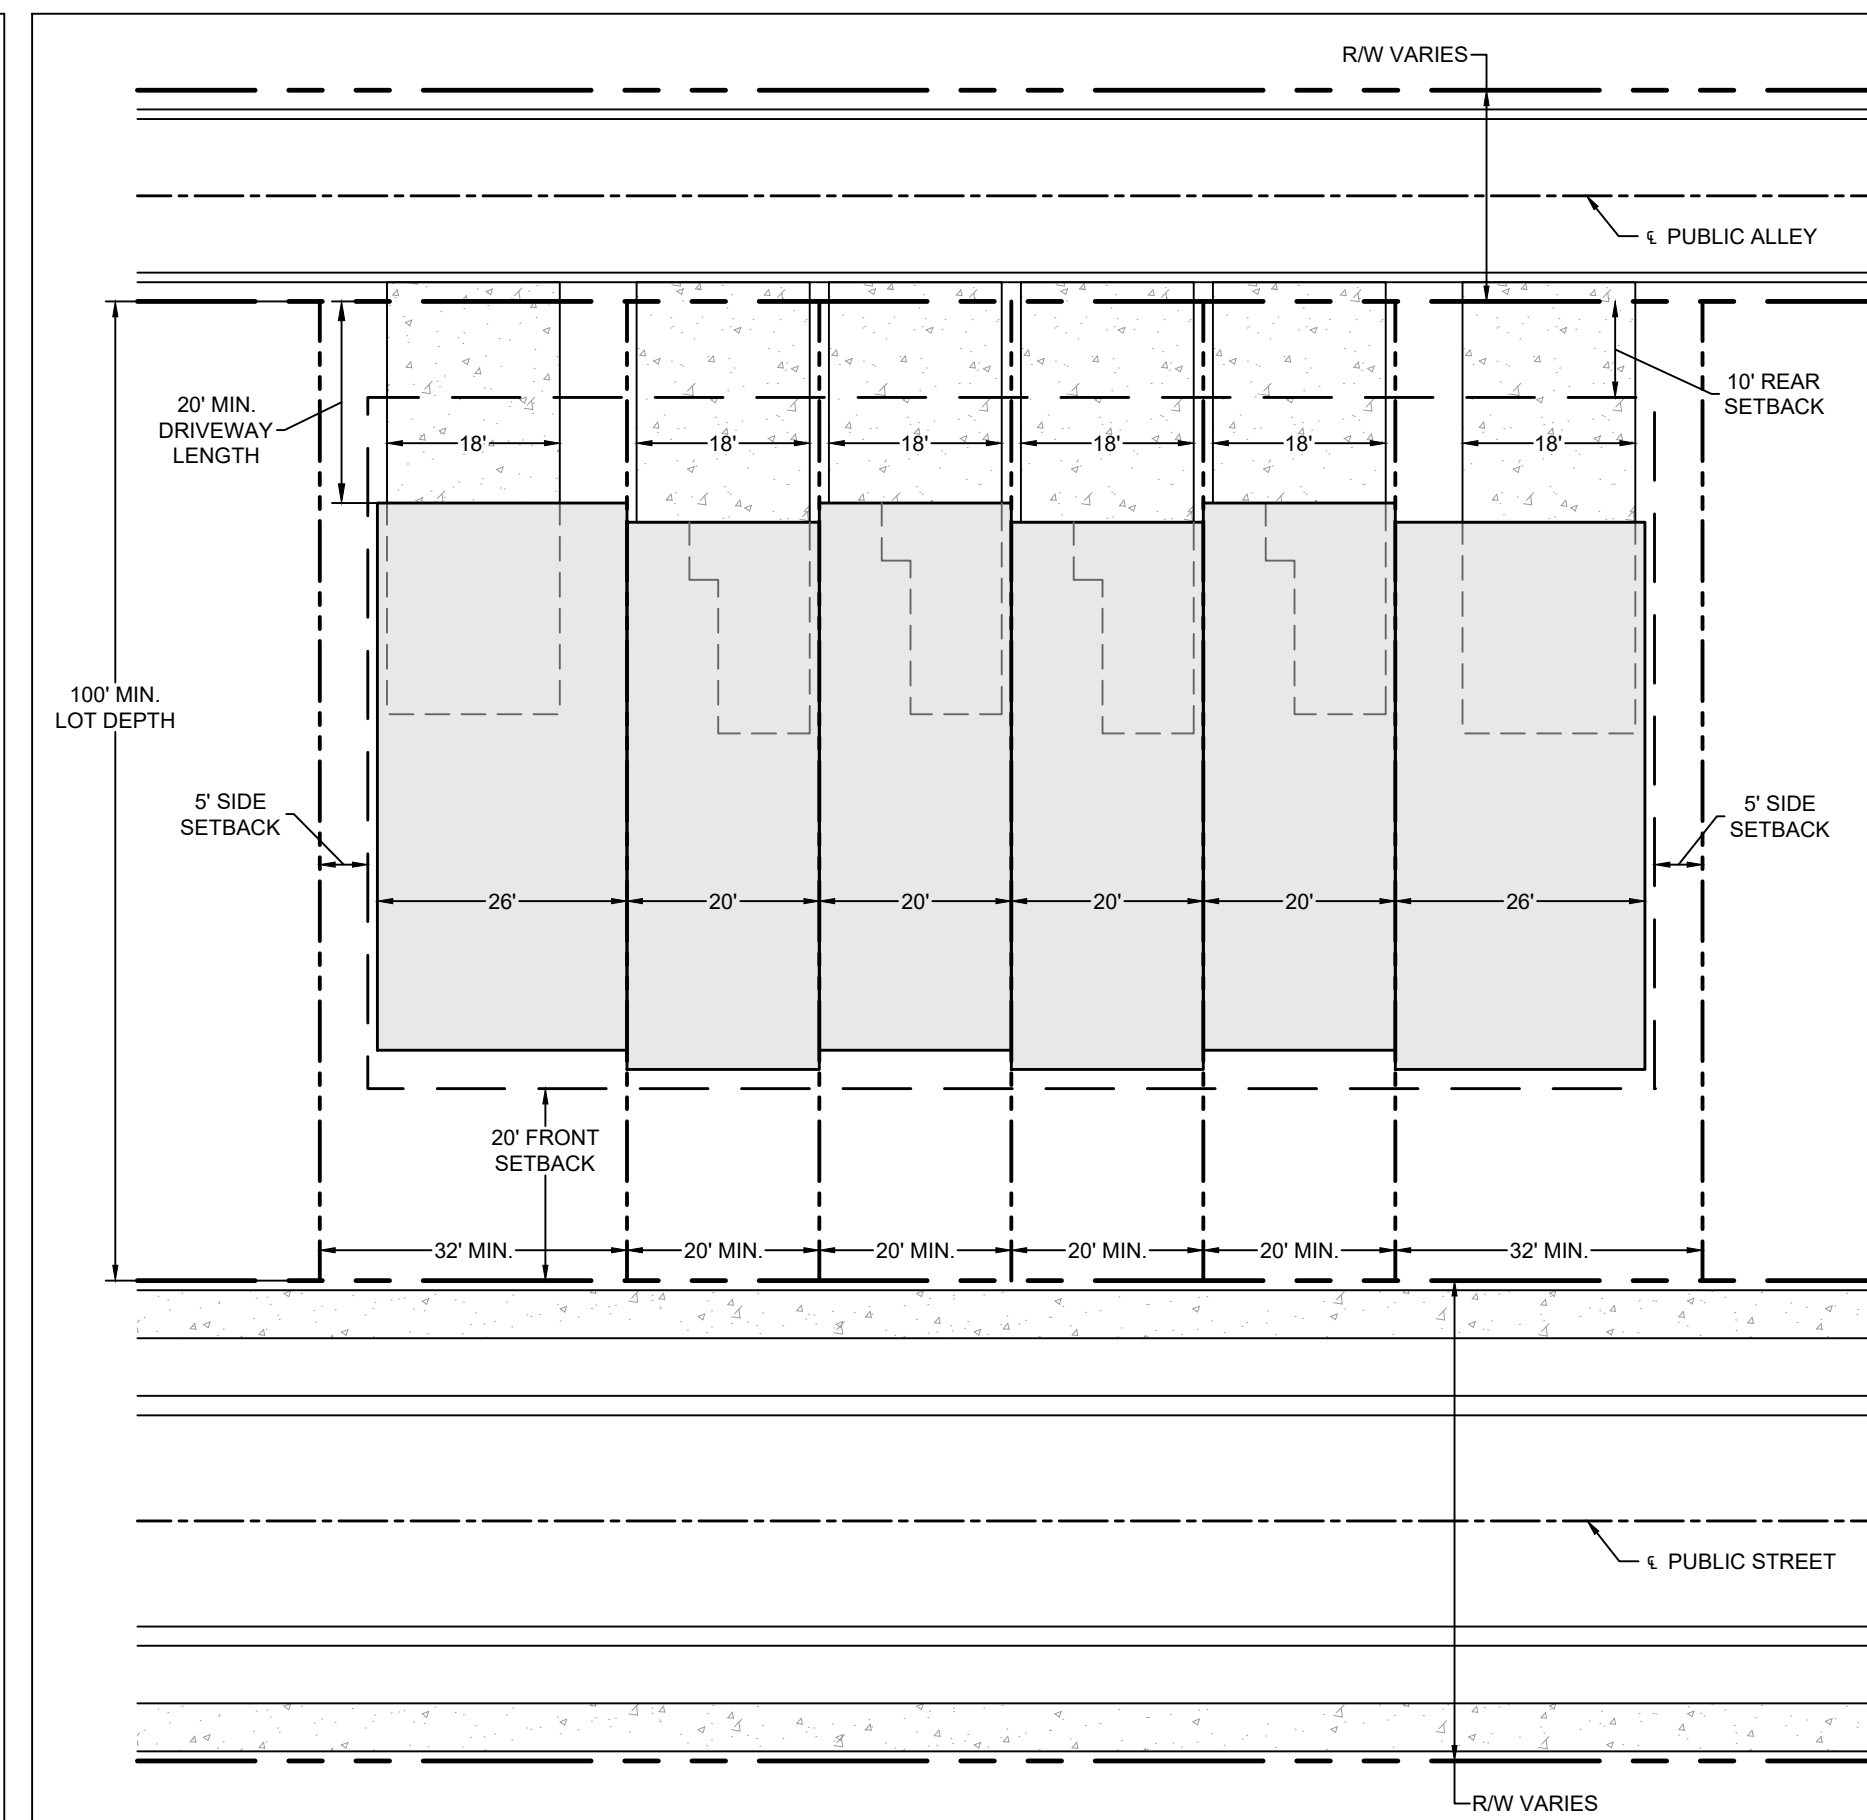 R/W VARIES
℄ PUBLIC ALLEY
20' MIN.
DRIVEWAY
LENGTH
10' REAR
SETBACK
18' 18' 18' 18' 18' 18'
100' MIN.
LOT DEPTH
5' SIDE
SETBACK
5' SIDE
SETBACK
26' 20' 20' 20' 20' 26'
20' FRONT
SETBACK
32' MIN. 20' MIN. 20' MIN. 20' MIN. 20' MIN. 32' MIN.
℄ PUBLIC STREET
R/W VARIES